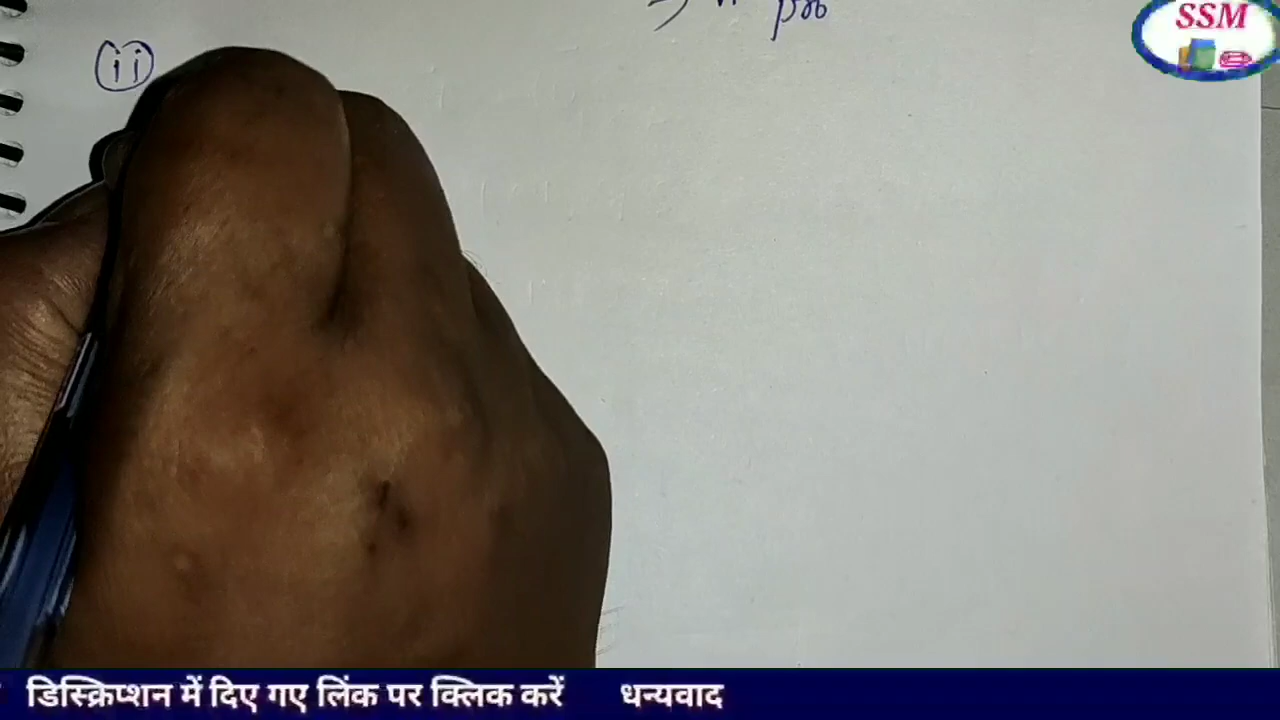 SSM
(ii)
डिस्क्रिप्शन में दिए गए लिंक पर क्लिक करें धन्यवाद